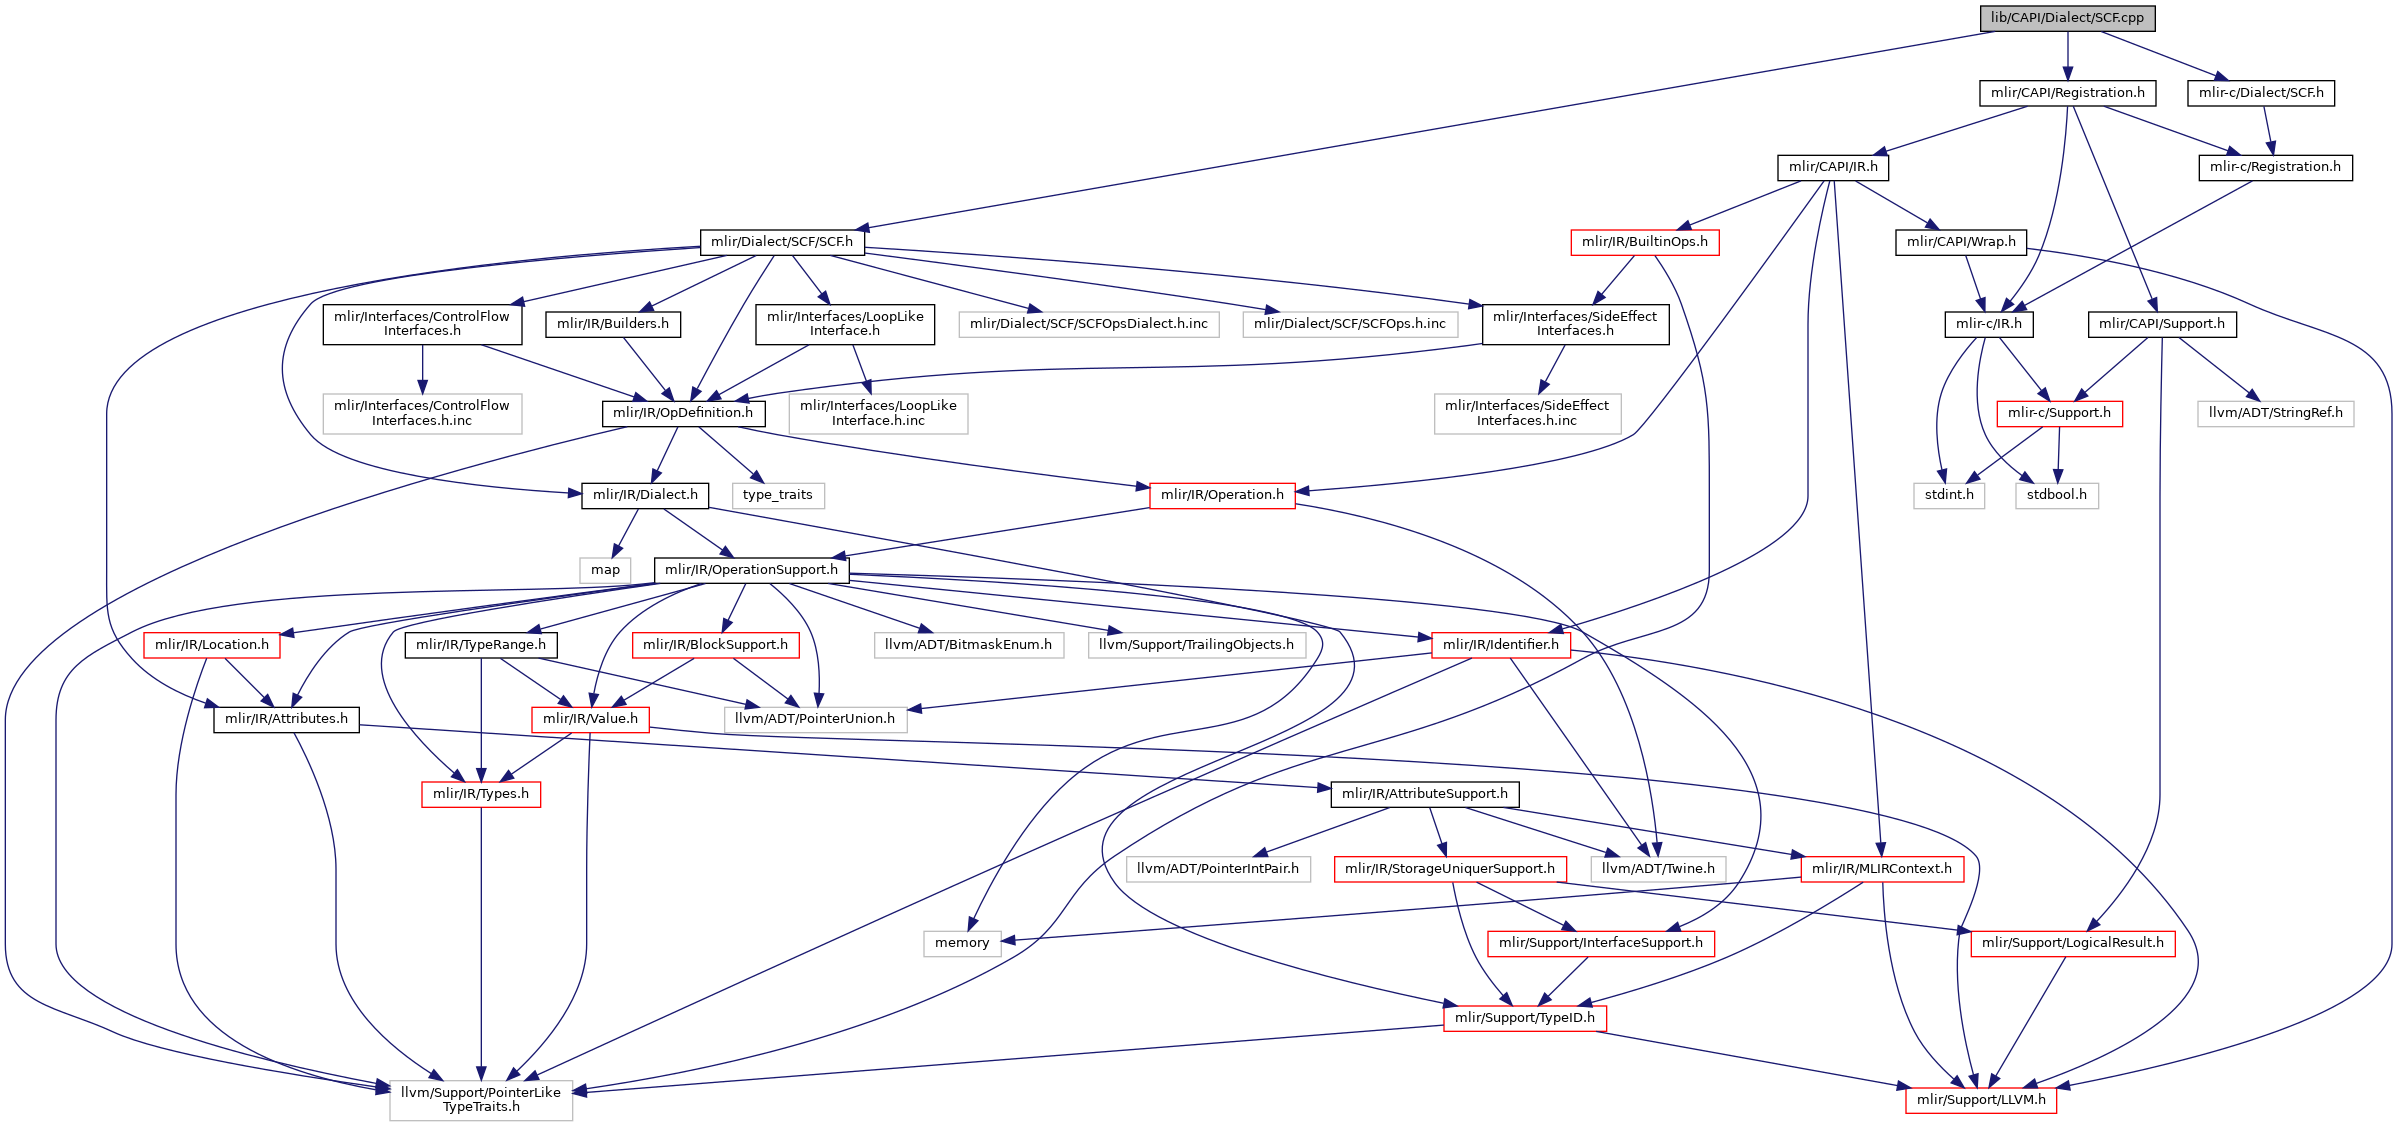 lib/CAPI/Dialect/SCF.cpp
mlir/CAPI/Registration.h
mlir-c/Dialect/SCF.h
mlir/CAPI/IR.h
mlir-c/Registration.h
mlir/Dialect/SCF/SCF.h
mlir/IR/BuiltinOps.h
mlir/CAPI/Wrap.h
mlir/Interfaces/ControlFlow
Interfaces.h
mlir/IR/Builders.h
mlir/Interfaces/LoopLike
Interface.h
mlir/Dialect/SCF/SCFOpsDialect.h.inc
mlir/Dialect/SCF/SCFOps.h.inc
mlir/Interfaces/SideEffect
Interfaces.h
mlir-c/IR.h
mlir/CAPI/Support.h
mlir/Interfaces/ControlFlow
Interfaces.h.inc
mlir/IR/OpDefinition.h
mlir/Interfaces/LoopLike
Interface.h.inc
mlir/Interfaces/SideEffect
Interfaces.h.inc
mlir-c/Support.h
llvm/ADT/StringRef.h
mlir/IR/Dialect.h
type_traits
mlir/IR/Operation.h
stdint.h
stdbool.h
map
mlir/IR/OperationSupport.h
mlir/IR/Location.h
mlir/IR/TypeRange.h
mlir/IR/BlockSupport.h
llvm/ADT/BitmaskEnum.h
llvm/Support/TrailingObjects.h
mlir/IR/Identifier.h
mlir/IR/Attributes.h
mlir/IR/Value.h
llvm/ADT/PointerUnion.h
mlir/IR/Types.h
mlir/IR/AttributeSupport.h
llvm/ADT/PointerIntPair.h
mlir/IR/StorageUniquerSupport.h
llvm/ADT/Twine.h
mlir/IR/MLIRContext.h
memory
mlir/Support/InterfaceSupport.h
mlir/Support/LogicalResult.h
mlir/Support/TypeID.h
llvm/Support/PointerLike
TypeTraits.h
mlir/Support/LLVM.h